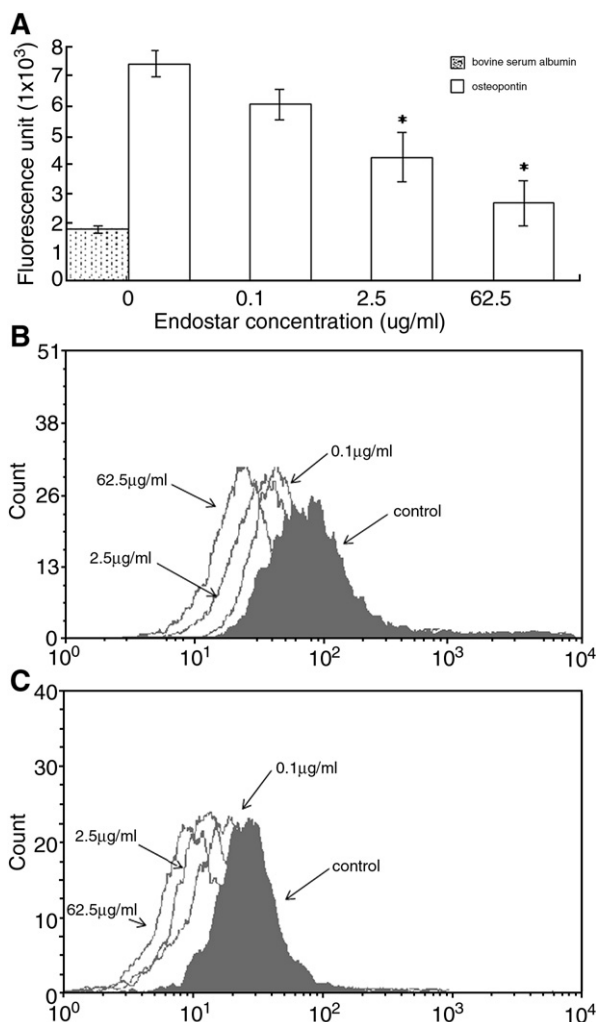 A
Fluorescence unit (1x10³)
8
7
6
5
4
3
2
1
0
bovine serum albumin
osteopontin
*
*
0 0.1 2.5 62.5
Endostar concentration (ug/ml)
B
Count
51
38
26
13
0
62.5µg/ml
0.1µg/ml
control
2.5µg/ml
10⁰ 10¹ 10² 10³ 10⁴
C
Count
40
30
20
10
0
0.1µg/ml
2.5µg/ml
control
62.5µg/ml
10⁰ 10¹ 10² 10³ 10⁴